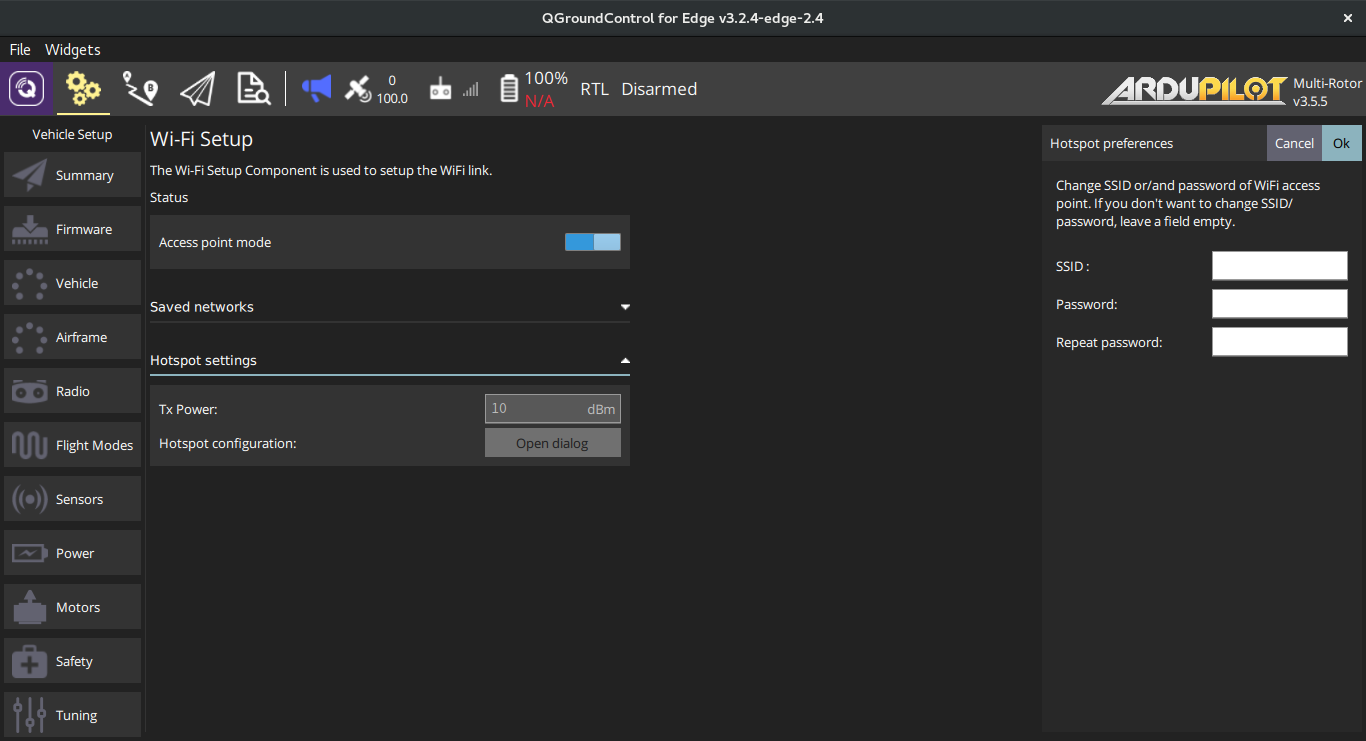 QGroundControl for Edge v3.2.4-edge-2.4
File Widgets
0
100.0
100%
N/A
RTL Disarmed
ARDUPILOT
Multi-Rotor
v3.5.5
Vehicle Setup
Summary
Firmware
Vehicle
Airframe
Radio
Flight Modes
Sensors
Power
Motors
Safety
Tuning
Wi-Fi Setup
The Wi-Fi Setup Component is used to setup the WiFi link.
Status
Access point mode
Saved networks
Hotspot settings
Tx Power: 10 dBm
Hotspot configuration: Open dialog
Hotspot preferences Cancel Ok
Change SSID or/and password of WiFi access
point. If you don't want to change SSID/
password, leave a field empty.
SSID :
Password:
Repeat password: